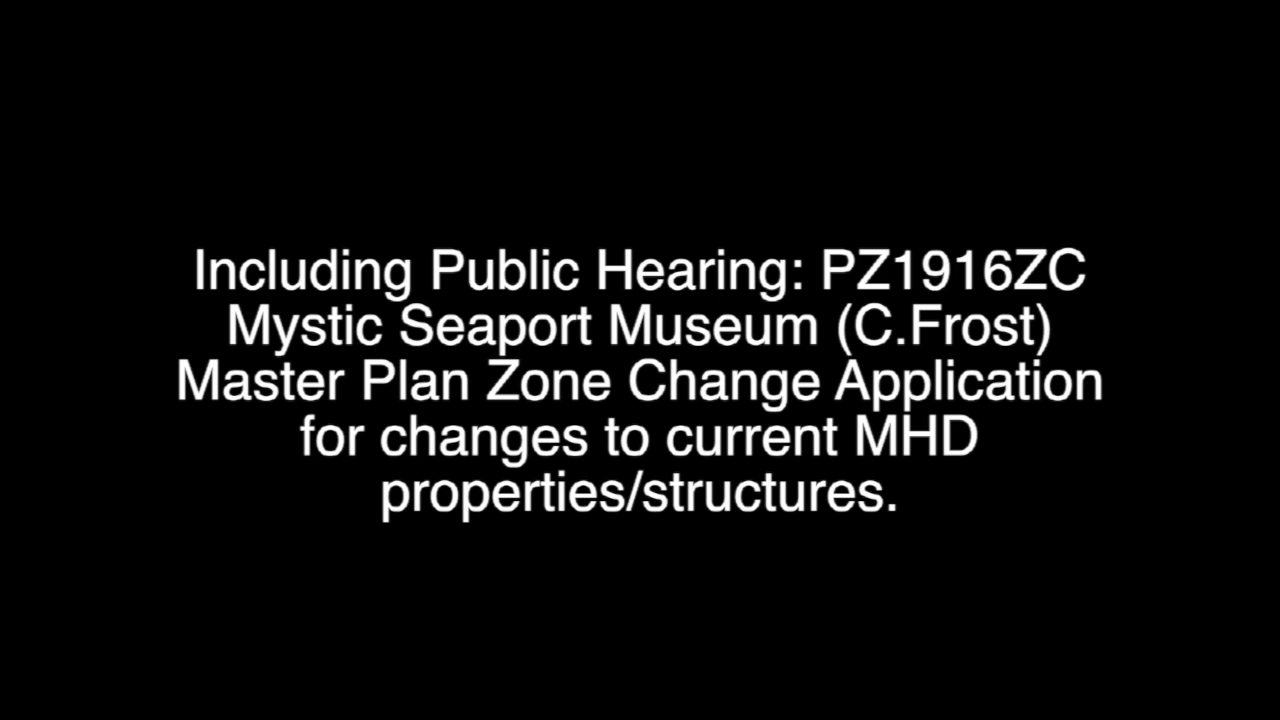 Including Public Hearing: PZ1916ZC
Mystic Seaport Museum (C.Frost)
Master Plan Zone Change Application
for changes to current MHD
properties/structures.